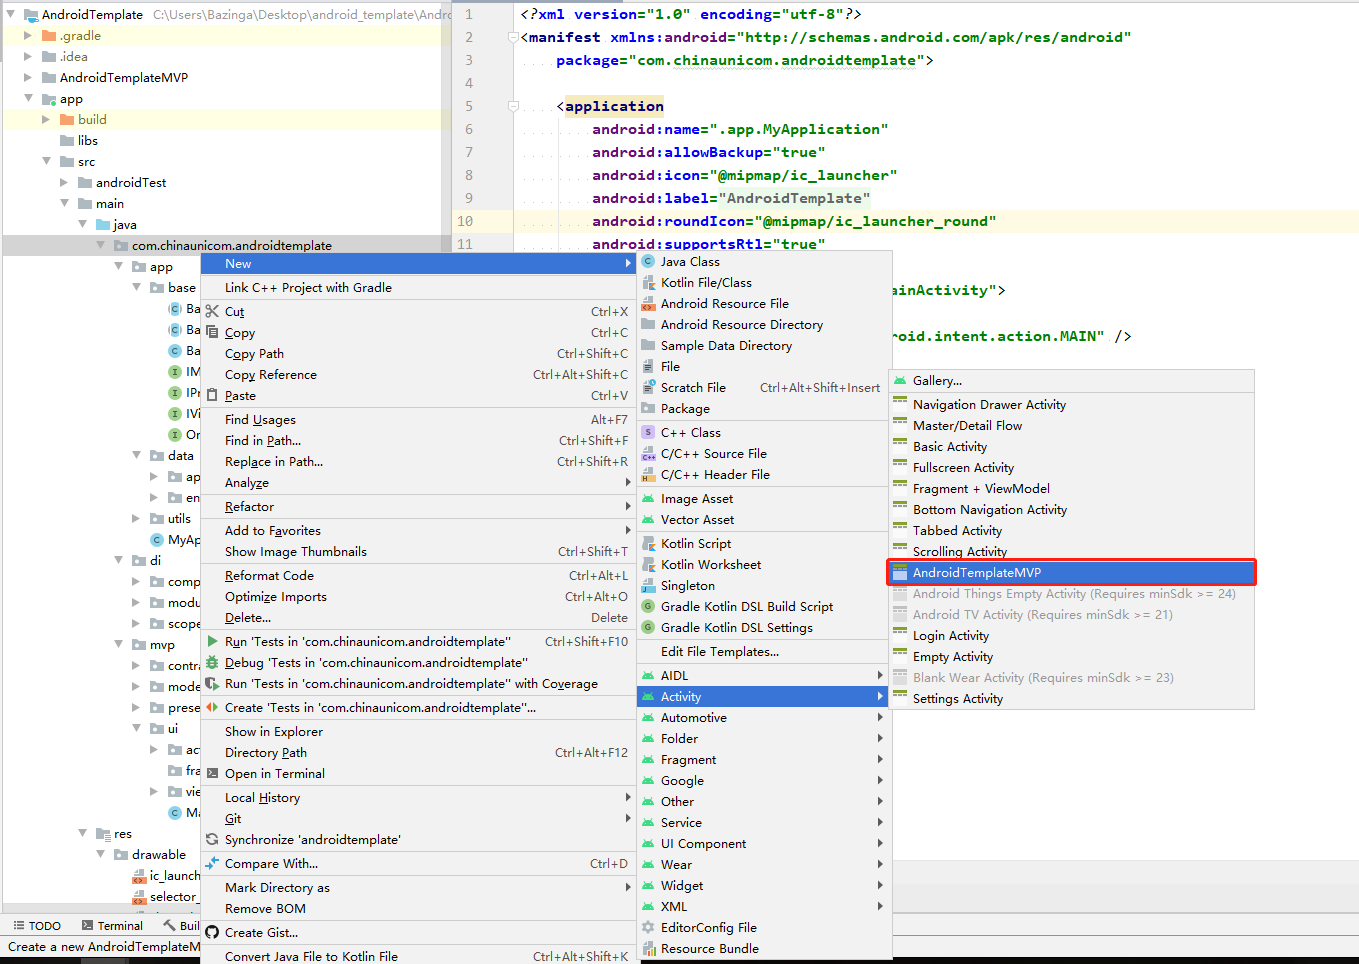 AndroidTemplate C:\Users\Bazinga\Desktop\android_template\Andro
.gradle
.idea
AndroidTemplateMVP
app
build
libs
src
androidTest
main
java
com.chinaunicom.androidtemplate
app
base
Ba
Ba
Ba
IM
IPr
IVi
Or
data
ap
en
utils
MyAp
di
comp
modu
scope
mvp
contra
mode
prese
ui
ac
fra
vie
Ma
res
drawable
ic_launch
selector_
TODO Terminal Buil
Create a new AndroidTemplateM
1 <?xml version="1.0" encoding="utf-8"?>
2 <manifest xmlns:android="http://schemas.android.com/apk/res/android"
3 package="com.chinaunicom.androidtemplate">
4
5 <application
6 android:name=".app.MyApplication"
7 android:allowBackup="true"
8 android:icon="@mipmap/ic_launcher"
9 android:label="AndroidTemplate"
10 android:roundIcon="@mipmap/ic_launcher_round"
11 android:supportsRtl="true"
ainActivity">
roid.intent.action.MAIN" />
New
Link C++ Project with Gradle
Cut Ctrl+X
Copy Ctrl+C
Copy Path Ctrl+Shift+C
Copy Reference Ctrl+Alt+Shift+C
Paste Ctrl+V
Find Usages Alt+F7
Find in Path... Ctrl+Shift+F
Replace in Path... Ctrl+Shift+R
Analyze
Refactor
Add to Favorites
Show Image Thumbnails Ctrl+Shift+T
Reformat Code Ctrl+Alt+L
Optimize Imports Ctrl+Alt+O
Delete... Delete
Run 'Tests in 'com.chinaunicom.androidtemplate'' Ctrl+Shift+F10
Debug 'Tests in 'com.chinaunicom.androidtemplate''
Run 'Tests in 'com.chinaunicom.androidtemplate'' with Coverage
Create 'Tests in 'com.chinaunicom.androidtemplate''...
Show in Explorer
Directory Path Ctrl+Alt+F12
Open in Terminal
Local History
Git
Synchronize 'androidtemplate'
Compare With... Ctrl+D
Mark Directory as
Remove BOM
Create Gist...
Convert Java File to Kotlin File Ctrl+Alt+Shift+K
Java Class
Kotlin File/Class
Android Resource File
Android Resource Directory
Sample Data Directory
File
Scratch File Ctrl+Alt+Shift+Insert
Package
C++ Class
C/C++ Source File
C/C++ Header File
Image Asset
Vector Asset
Kotlin Script
Kotlin Worksheet
Singleton
Gradle Kotlin DSL Build Script
Gradle Kotlin DSL Settings
Edit File Templates...
AIDL
Activity
Automotive
Folder
Fragment
Google
Other
Service
UI Component
Wear
Widget
XML
EditorConfig File
Resource Bundle
Gallery...
Navigation Drawer Activity
Master/Detail Flow
Basic Activity
Fullscreen Activity
Fragment + ViewModel
Bottom Navigation Activity
Tabbed Activity
Scrolling Activity
AndroidTemplateMVP
Android Things Empty Activity (Requires minSdk >= 24)
Android TV Activity (Requires minSdk >= 21)
Login Activity
Empty Activity
Blank Wear Activity (Requires minSdk >= 23)
Settings Activity